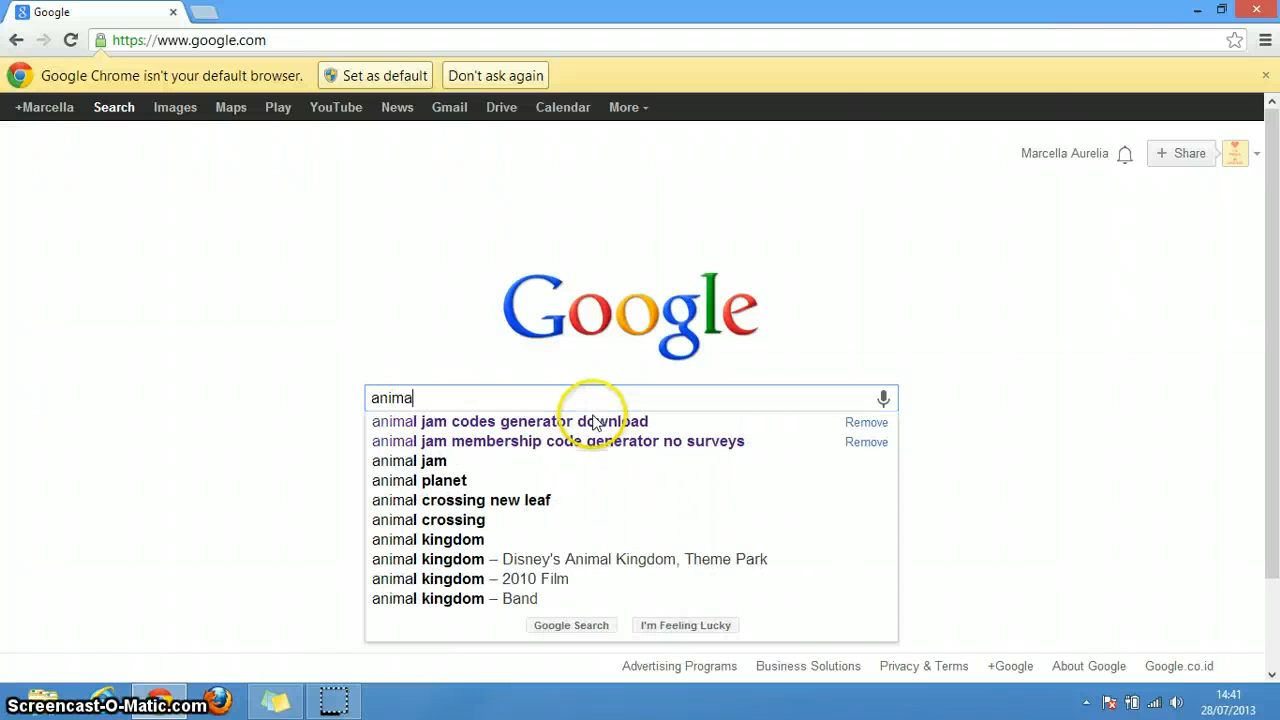 Google
https://www.google.com
Google Chrome isn't your default browser. Set as default Don't ask again
+Marcella Search Images Maps Play YouTube News Gmail Drive Calendar More
Marcella Aurelia + Share
Google
anima
animal jam codes generator download Remove
animal jam membership code generator no surveys Remove
animal jam
animal planet
animal crossing new leaf
animal crossing
animal kingdom
animal kingdom – Disney's Animal Kingdom, Theme Park
animal kingdom – 2010 Film
animal kingdom – Band
Google Search I'm Feeling Lucky
Advertising Programs Business Solutions Privacy & Terms +Google About Google Google.co.id
Screencast-O-Matic.com
14:41
28/07/2013